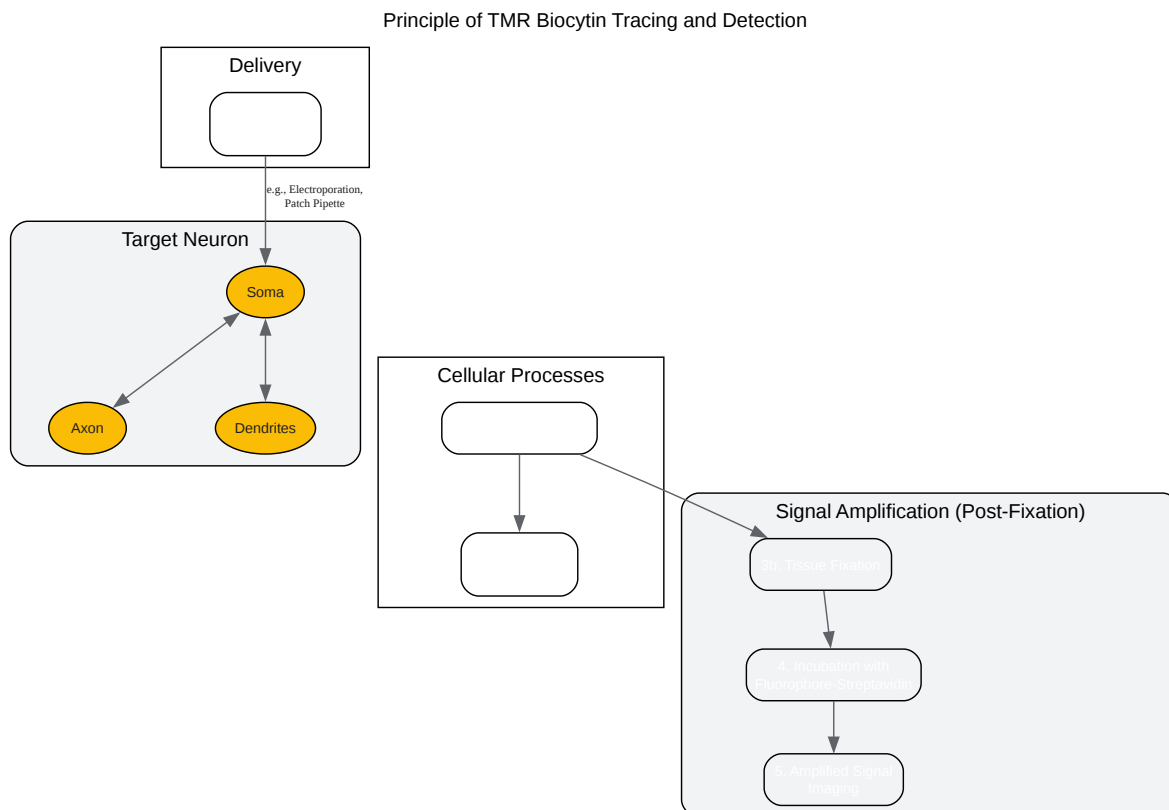 Principle of TMR Biocytin Tracing and Detection
Delivery
e.g., Electroporation,
Patch Pipette
Target Neuron
Soma
Axon
Dendrites
Cellular Processes
Signal Amplification (Post-Fixation)
3b. Tissue Fixation
4. Incubation with
Fluorophore-Streptavidin
5. Amplified Signal
Imaging